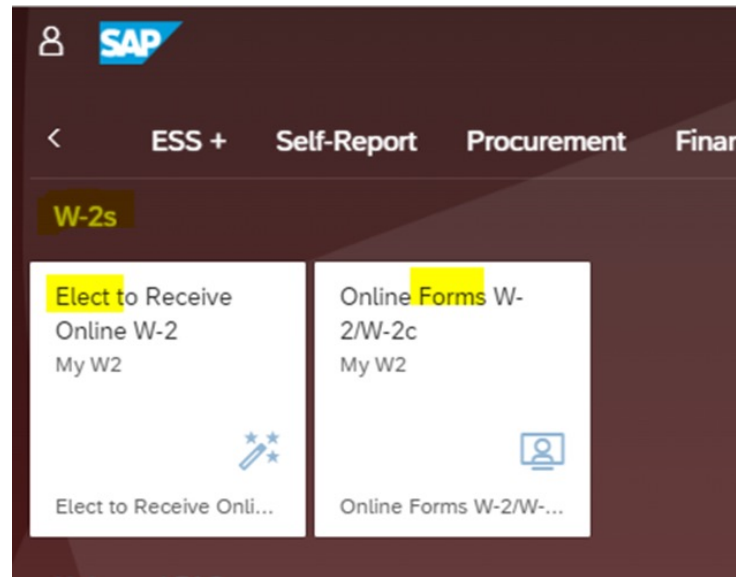 SAP
< ESS + Self-Report Procurement Finar
W-2s
Elect to Receive
Online W-2
My W2
Elect to Receive Onli...
Online Forms W-
2/W-2c
My W2
Online Forms W-2/W-...